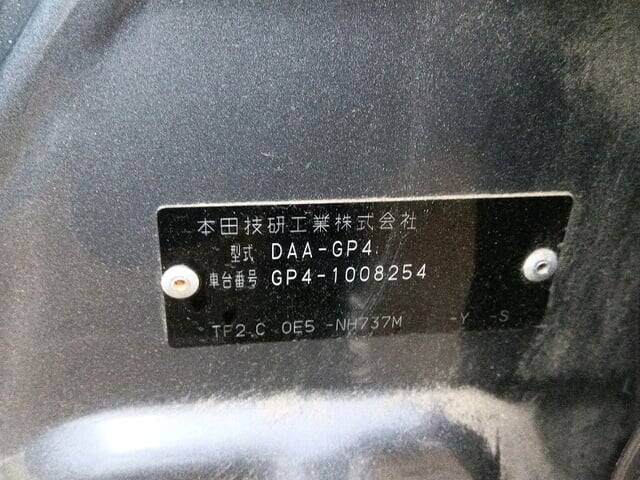 本田技研工業株式会社
型式 DAA-GP4
車台番号 GP4-1008254
TF2 C 0E5 -NH737M -Y -S